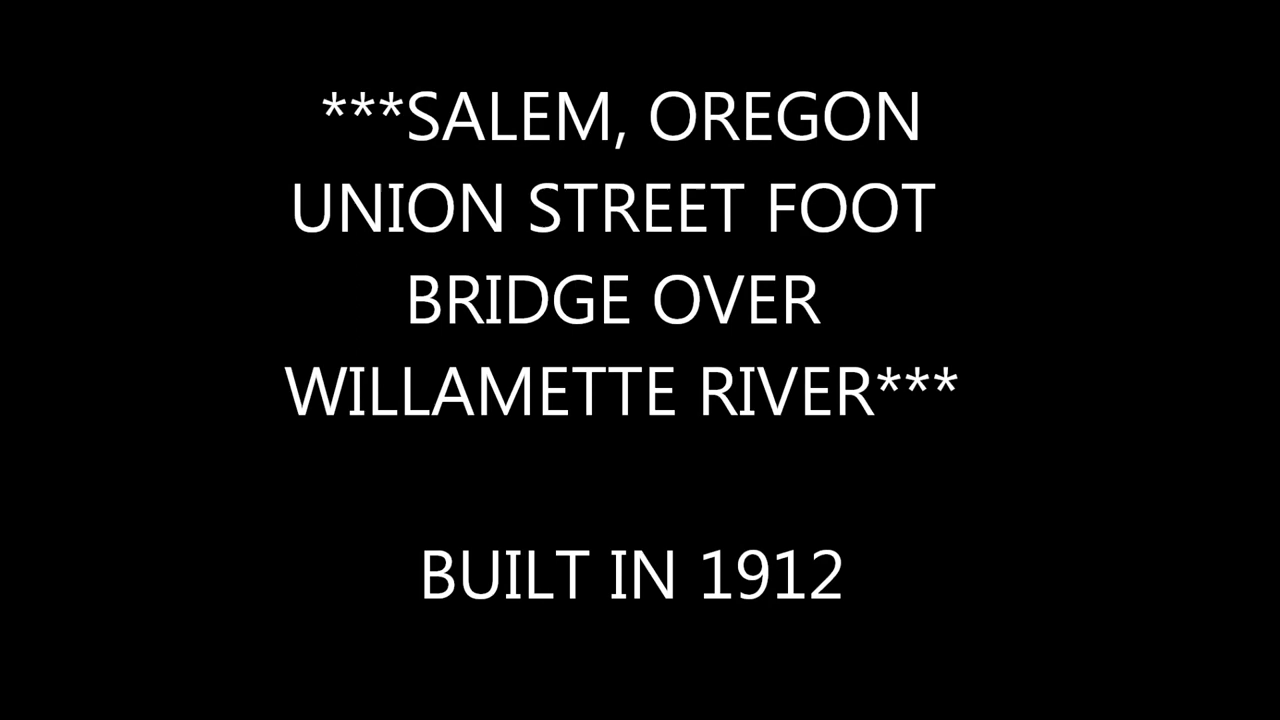 ***SALEM, OREGON
UNION STREET FOOT
BRIDGE OVER
WILLAMETTE RIVER***
BUILT IN 1912